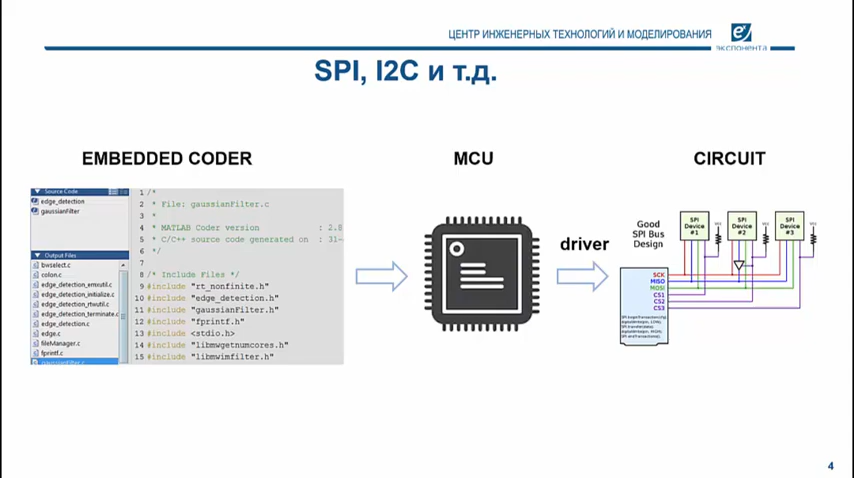 ЦЕНТР ИНЖЕНЕРНЫХ ТЕХНОЛОГИЙ И МОДЕЛИРОВАНИЯ
экспонента
SPI, I2C и т.д.
EMBEDDED CODER
MCU
CIRCUIT
Source Code
edge_detection
gaussianFilter
Output Files
bwselect.c
colon.c
edge_detection_emxutil.c
edge_detection_initialize.c
edge_detection_rtwutil.c
edge_detection_terminate.c
edge_detection.c
edge.c
fileManager.c
fprintf.c
gaussianFilter.c
1 /*
2 * File: gaussianFilter.c
3 *
4 * MATLAB Coder version : 2.8
5 * C/C++ source code generated on : 31-
6 */
7
8 /* Include Files */
9 #include "rt_nonfinite.h"
10 #include "edge_detection.h"
11 #include "gaussianFilter.h"
12 #include "fprintf.h"
13 #include <stdio.h>
14 #include "libmwgetnumcores.h"
15 #include "libmwimfilter.h"
driver
Good
SPI Bus
Design
SPI
Device
#1
SPI
Device
#2
SPI
Device
#3
SCK
MISO
MOSI
CS1
CS2
CS3
4